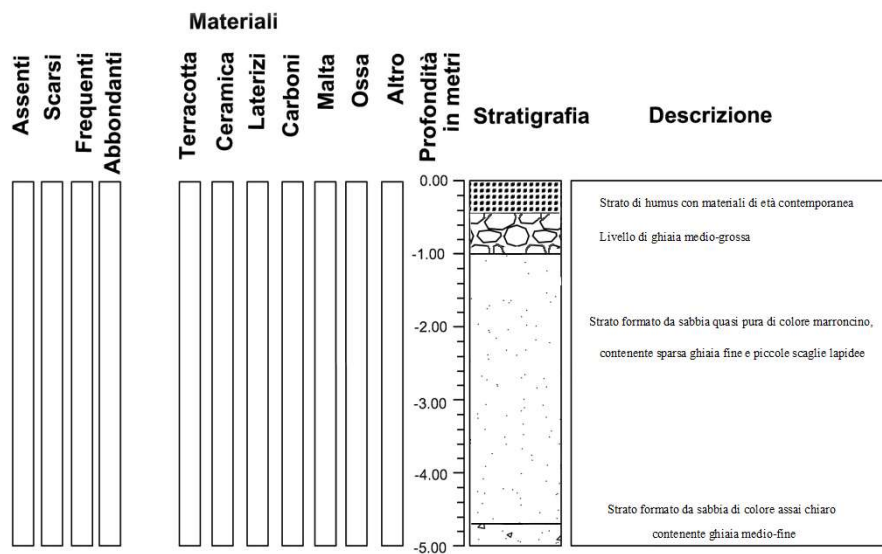 Materiali
Assenti
Scarsi
Frequenti
Abbondanti
Terracotta
Ceramica
Laterizi
Carboni
Malta
Ossa
Altro
Profondità
in metri
Stratigrafia
Descrizione
0.00
Strato di humus con materiali di età contemporanea
Livello di ghiaia medio-grossa
-1.00
-2.00
Strato formato da sabbia quasi pura di colore marroncino,
contenente sparsa ghiaia fine e piccole scaglie lapidee
-3.00
-4.00
Strato formato da sabbia di colore assai chiaro
contenente ghiaia medio-fine
-5.00